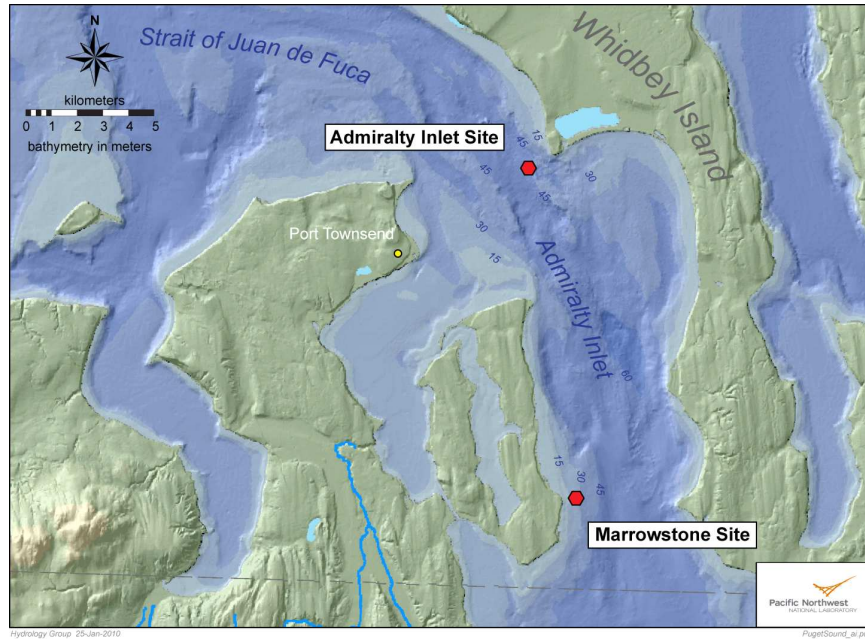 N
kilometers
0 1 2 3 4 5
bathymetry in meters
Strait of Juan de Fuca
Whidbey Island
Admiralty Inlet Site
15
45
45
30
45
Port Townsend
30
15
Admiralty Inlet
60
15
30
45
Marrowstone Site
Pacific Northwest
NATIONAL LABORATORY
Hydrology Group 25-Jan-2010